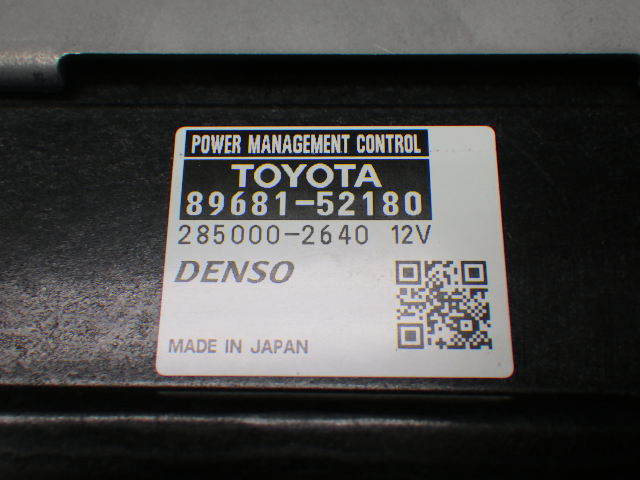 POWER MANAGEMENT CONTROL
TOYOTA
89681-52180
285000-2640 12V
DENSO
MADE IN JAPAN